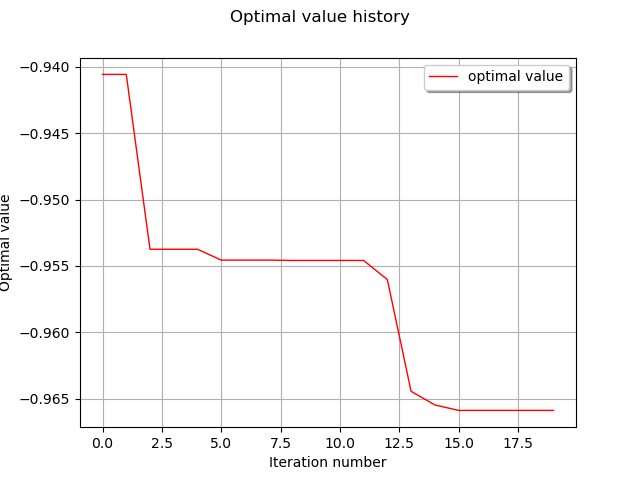 Optimal value history
optimal value
Optimal value
−0.940
−0.945
−0.950
−0.955
−0.960
−0.965
0.0 2.5 5.0 7.5 10.0 12.5 15.0 17.5
Iteration number